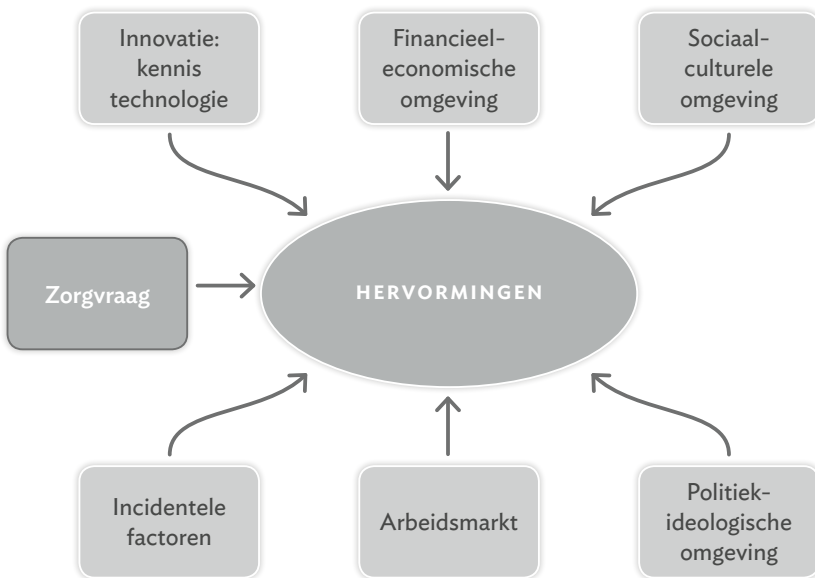 Innovatie:
kennis
technologie
Financieel-
economische
omgeving
Sociaal-
culturele
omgeving
Zorgvraag
HERVORMINGEN
Incidentele
factoren
Arbeidsmarkt
Politiek-
ideologische
omgeving